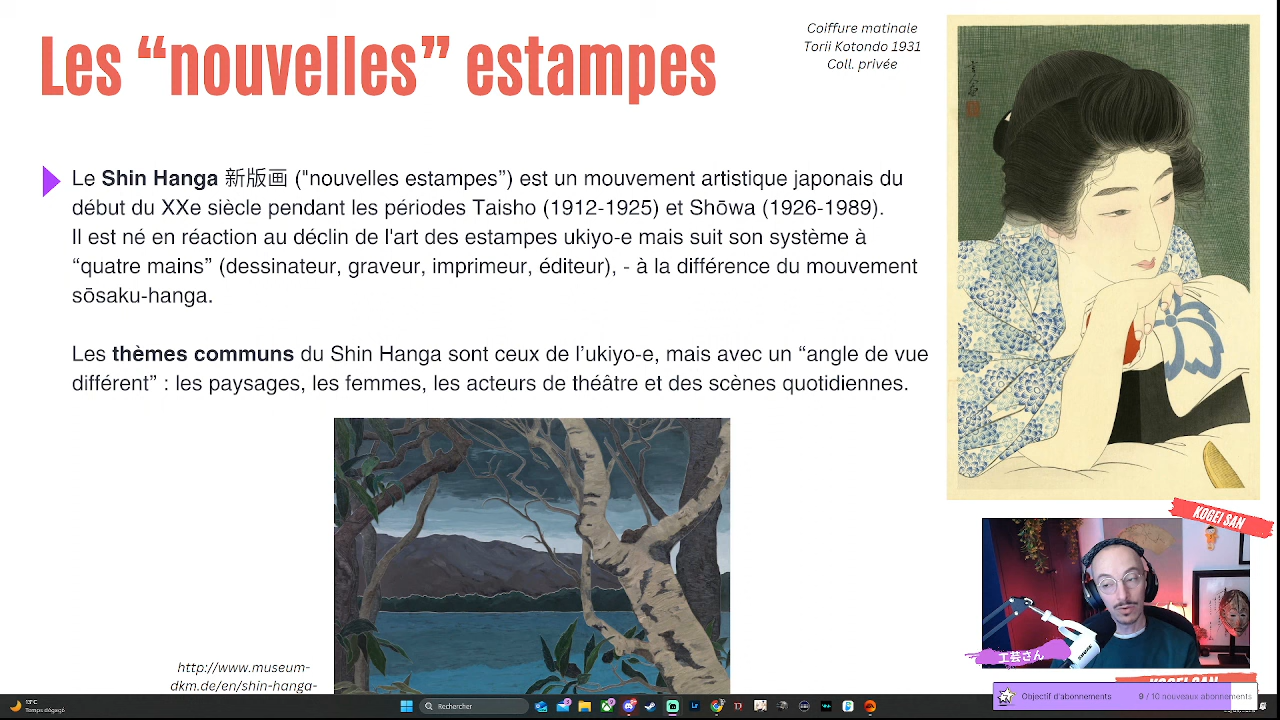 Les “nouvelles” estampes
Coiffure matinale
Torii Kotondo 1931
Coll. privée
Le Shin Hanga 新版画 ("nouvelles estampes”) est un mouvement artistique japonais du
début du XXe siècle pendant les périodes Taisho (1912-1925) et Shōwa (1926-1989).
Il est né en réaction au déclin de l'art des estampes ukiyo-e mais suit son système à
“quatre mains” (dessinateur, graveur, imprimeur, éditeur), - à la différence du mouvement
sōsaku-hanga.
Les thèmes communs du Shin Hanga sont ceux de l’ukiyo-e, mais avec un “angle de vue
différent” : les paysages, les femmes, les acteurs de théâtre et des scènes quotidiennes.
http://www.museum-
dkm.de/en/shin-hanga-
KOGEI SAN
工芸さん
KOGEI SAN
Objectif d'abonnements 9 / 10 nouveaux abonnements
Temps dégagé
Rechercher